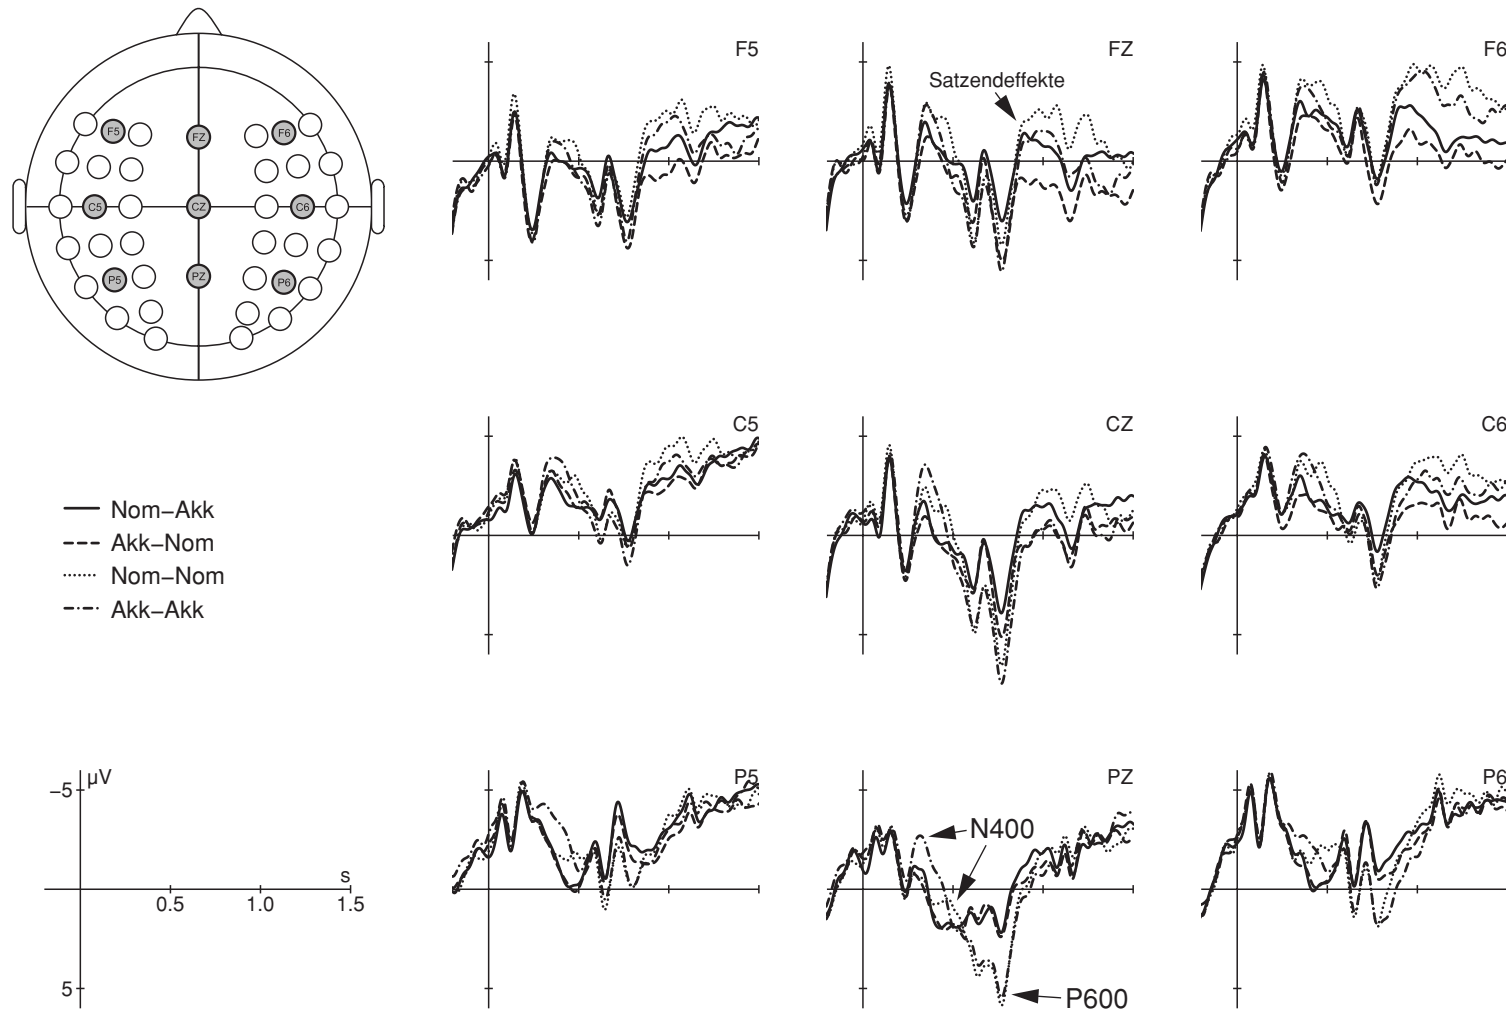 F5
FZ
F6
C5
CZ
C6
P5
PZ
P6
F5
FZ
F6
Satzendeffekte
C5
CZ
C6
Nom–Akk
Akk–Nom
Nom–Nom
Akk–Akk
P5
PZ
P6
N400
P600
µV
–5
s
0.5
1.0
1.5
5